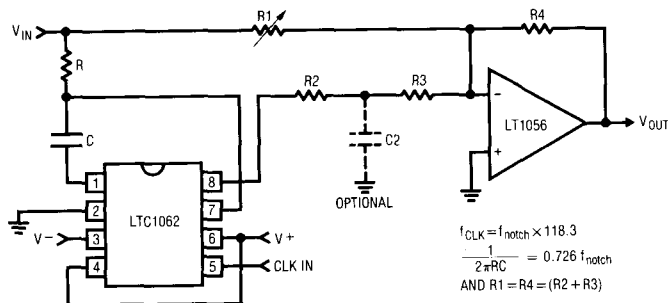 V_IN
R1
R4
R
R2
R3
C2
OPTIONAL
LT1056
−
+
V_OUT
C
LTC1062
1
2
3
4
8
7
6
5
V−
V+
CLK IN
f_CLK = f_notch × 118.3
1/2πRC = 0.726 f_notch
AND R1 = R4 = (R2 + R3)